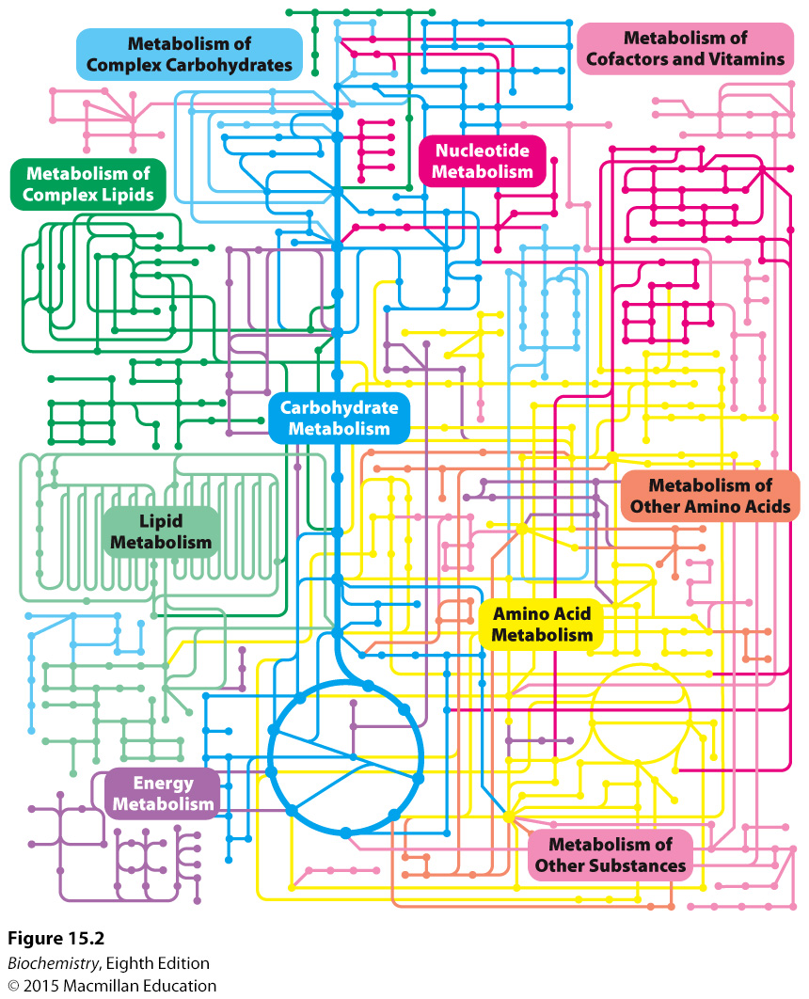 Metabolism of
Complex Carbohydrates
Metabolism of
Cofactors and Vitamins
Nucleotide
Metabolism
Metabolism of
Complex Lipids
Carbohydrate
Metabolism
Metabolism of
Other Amino Acids
Lipid
Metabolism
Amino Acid
Metabolism
Energy
Metabolism
Metabolism of
Other Substances
Figure 15.2
Biochemistry, Eighth Edition
© 2015 Macmillan Education